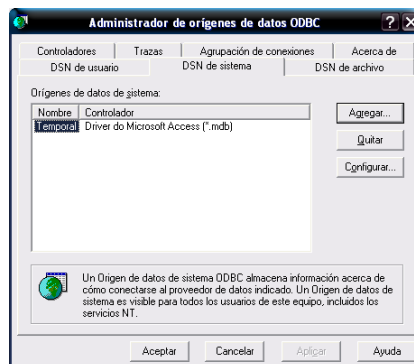 Administrador de orígenes de datos ODBC
Controladores Trazas Agrupación de conexiones Acerca de
DSN de usuario DSN de sistema DSN de archivo
Orígenes de datos de sistema:
Nombre Controlador
Temporal Driver do Microsoft Access (*.mdb)
Agregar...
Quitar
Configurar...
Un Origen de datos de sistema ODBC almacena información acerca de
cómo conectarse al proveedor de datos indicado. Un Origen de datos de
sistema es visible para todos los usuarios de este equipo, incluidos los
servicios NT.
Aceptar Cancelar Aplicar Ayuda